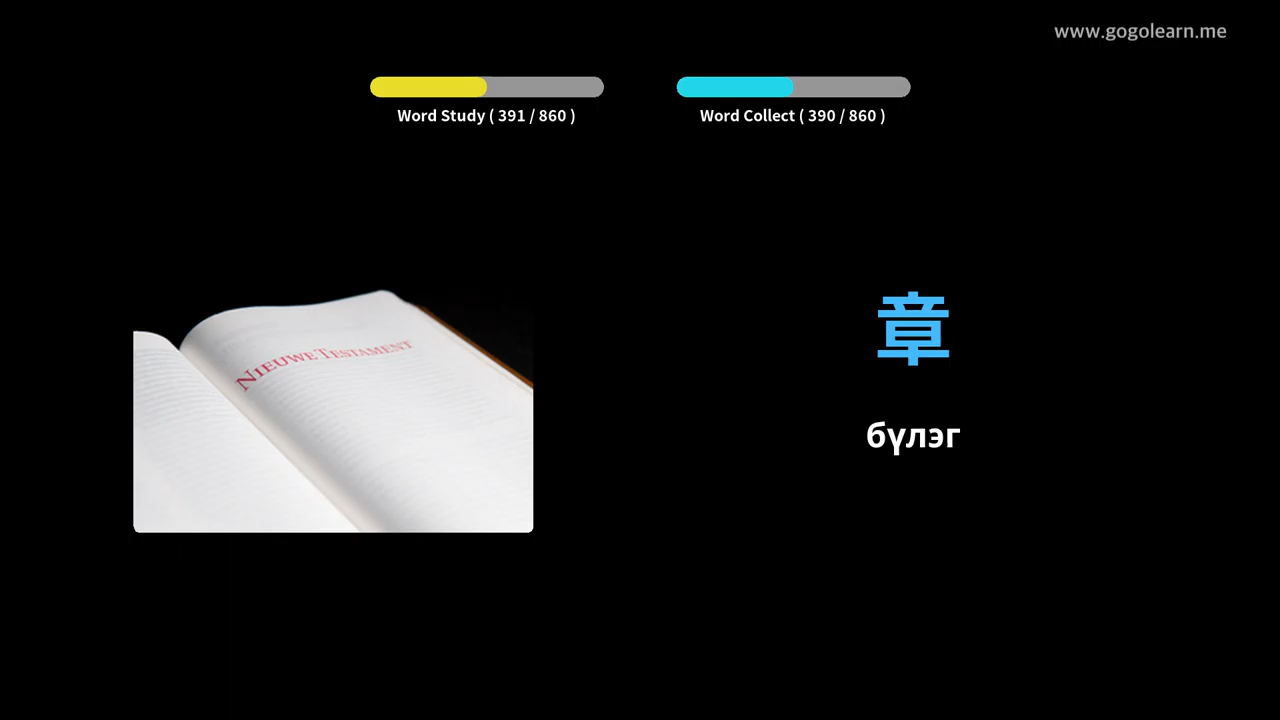 www.gogolearn.me
Word Study ( 391 / 860 )
Word Collect ( 390 / 860 )
NIEUWE TESTAMENT
章
бүлэг